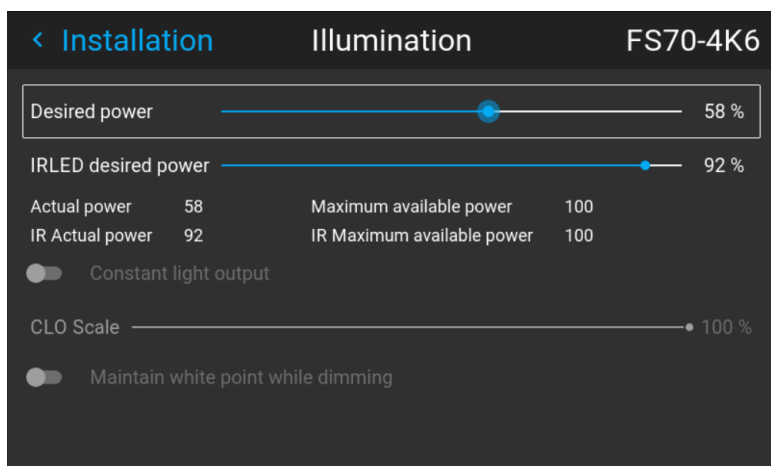 < Installation Illumination FS70-4K6
Desired power 58 %
IRLED desired power 92 %
Actual power 58 Maximum available power 100
IR Actual power 92 IR Maximum available power 100
Constant light output
CLO Scale 100 %
Maintain white point while dimming